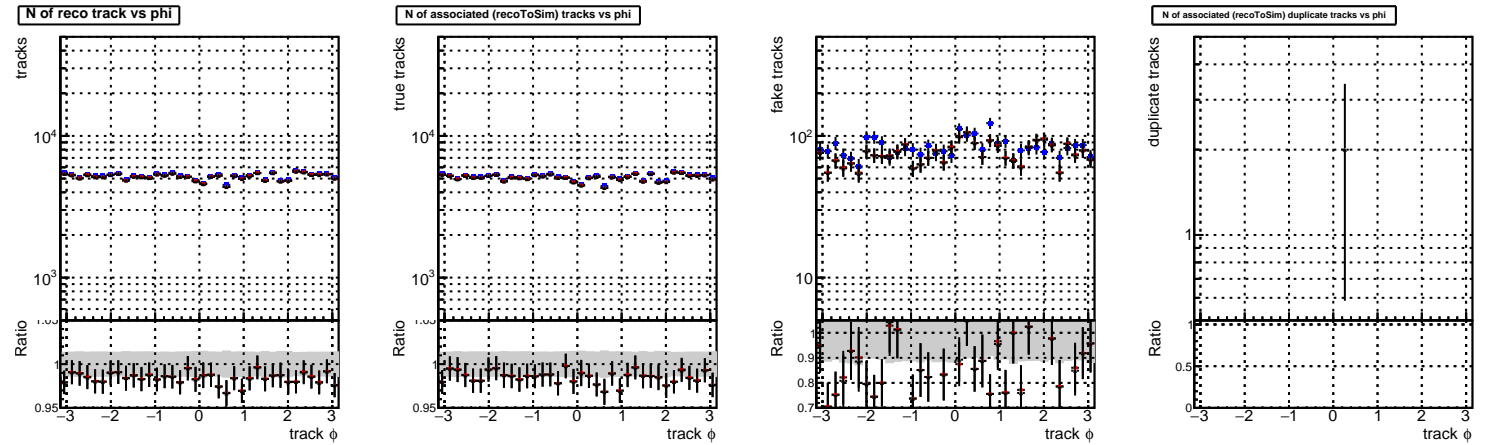 N of reco track vs phi
tracks
10⁴
10³
Ratio
1
0.95
−3 −2 −1 0 1 2 3
track ϕ
N of associated (recoToSim) tracks vs phi
true tracks
10⁴
10³
Ratio
1
0.95
−3 −2 −1 0 1 2 3
track ϕ
fake tracks
10²
10
Ratio
1
0.9
0.8
0.7
−3 −2 −1 0 1 2 3
track ϕ
N of associated (recoToSim) duplicate tracks vs phi
duplicate tracks
1
Ratio
1
0.5
0
−3 −2 −1 0 1 2 3
track ϕ